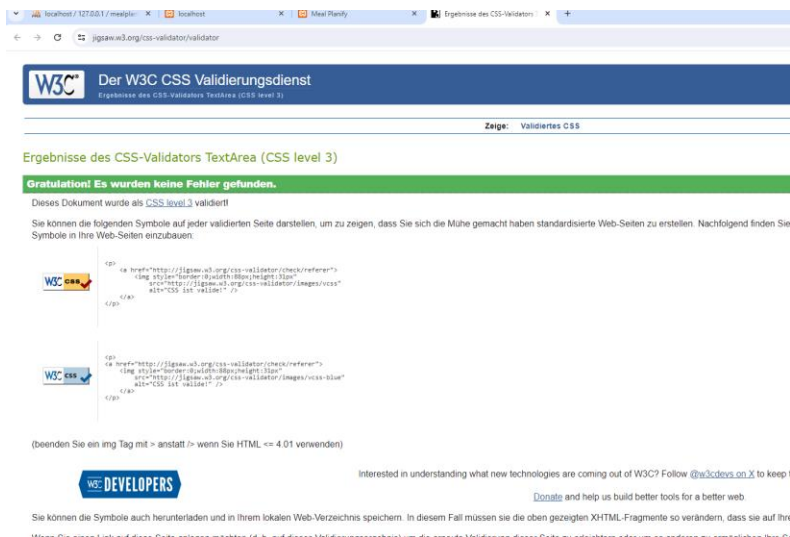 localhost / 127.0.0.1 / mealplan
localhost
Meal Planify
Ergebnisse des CSS-Validators
jigsaw.w3.org/css-validator/validator
W3C® Der W3C CSS Validierungsdienst
Ergebnisse des CSS-Validators TextArea (CSS level 3)
Zeige: Validiertes CSS
Ergebnisse des CSS-Validators TextArea (CSS level 3)
Gratulation! Es wurden keine Fehler gefunden.
Dieses Dokument wurde als CSS level 3 validiert!
Sie können die folgenden Symbole auf jeder validierten Seite darstellen, um zu zeigen, dass Sie sich die Mühe gemacht haben standardisierte Web-Seiten zu erstellen. Nachfolgend finden Sie
Symbole in Ihre Web-Seiten einzubauen:
W3C css
<p>
<a href="http://jigsaw.w3.org/css-validator/check/referer">
<img style="border:0;width:88px;height:31px"
src="http://jigsaw.w3.org/css-validator/images/vcss"
alt="CSS ist valide!" />
</a>
</p>
W3C css
<p>
<a href="http://jigsaw.w3.org/css-validator/check/referer">
<img style="border:0;width:88px;height:31px"
src="http://jigsaw.w3.org/css-validator/images/vcss-blue"
alt="CSS ist valide!" />
</a>
</p>
(beenden Sie ein img Tag mit > anstatt /> wenn Sie HTML <= 4.01 verwenden)
W3C DEVELOPERS
Interested in understanding what new technologies are coming out of W3C? Follow @w3cdevs on X to keep
Donate and help us build better tools for a better web.
Sie können die Symbole auch herunterladen und in Ihrem lokalen Web-Verzeichnis speichern. In diesem Fall müssen sie die oben gezeigten XHTML-Fragmente so verändern, dass sie auf Ihre